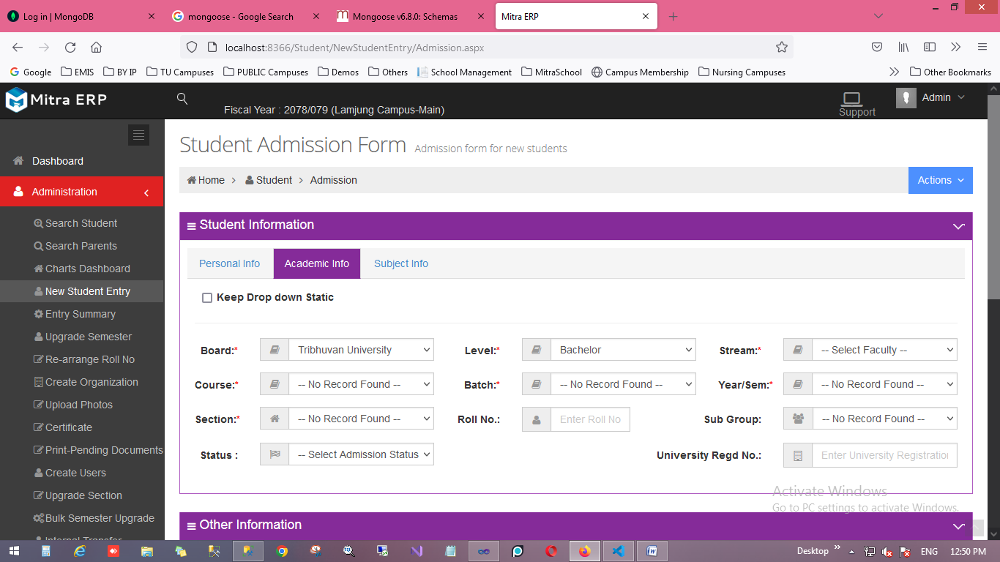 Log in | MongoDB
mongoose - Google Search
Mongoose v6.8.0: Schemas
Mitra ERP
localhost:8366/Student/NewStudentEntry/Admission.aspx
Google EMIS BY IP TU Campuses PUBLIC Campuses Demos Others School Management MitraSchool Campus Membership Nursing Campuses Other Bookmarks
Mitra ERP
Fiscal Year : 2078/079 (Lamjung Campus-Main)
Support
Admin
Dashboard
Administration
Search Student
Search Parents
Charts Dashboard
New Student Entry
Entry Summary
Upgrade Semester
Re-arrange Roll No
Create Organization
Upload Photos
Certificate
Print-Pending Documents
Create Users
Upgrade Section
Bulk Semester Upgrade
Internal Transfer
Student Admission Form Admission form for new students
Home > Student > Admission
Actions
Student Information
Personal Info Academic Info Subject Info
Keep Drop down Static
Board:* Tribhuvan University Level:* Bachelor Stream:* -- Select Faculty --
Course:* -- No Record Found -- Batch:* -- No Record Found -- Year/Sem:* -- No Record Found --
Section:* -- No Record Found -- Roll No.: Enter Roll No Sub Group: -- No Record Found --
Status : -- Select Admission Status University Regd No.: Enter University Registration
Activate Windows
Go to PC settings to activate Windows.
Other Information
Desktop ENG 12:50 PM